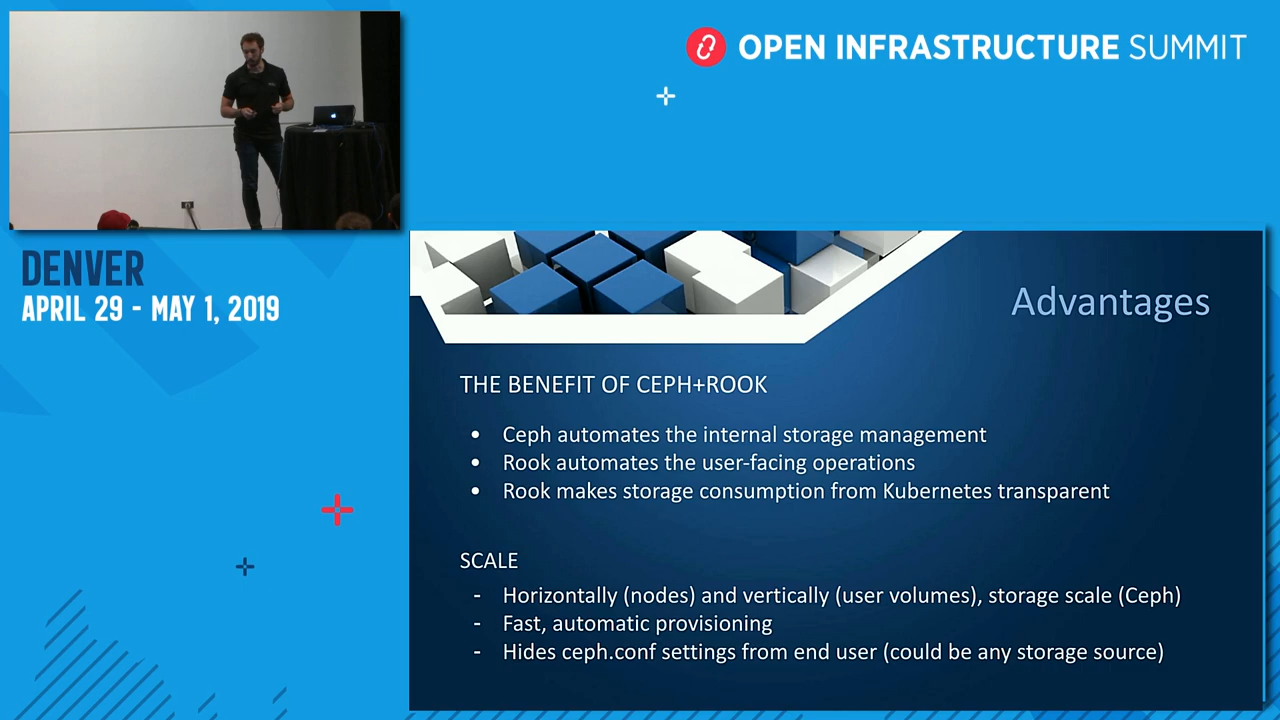 OPEN INFRASTRUCTURE SUMMIT
DENVER
APRIL 29 - MAY 1, 2019
Advantages
THE BENEFIT OF CEPH+ROOK
• Ceph automates the internal storage management
• Rook automates the user-facing operations
• Rook makes storage consumption from Kubernetes transparent
SCALE
- Horizontally (nodes) and vertically (user volumes), storage scale (Ceph)
- Fast, automatic provisioning
- Hides ceph.conf settings from end user (could be any storage source)